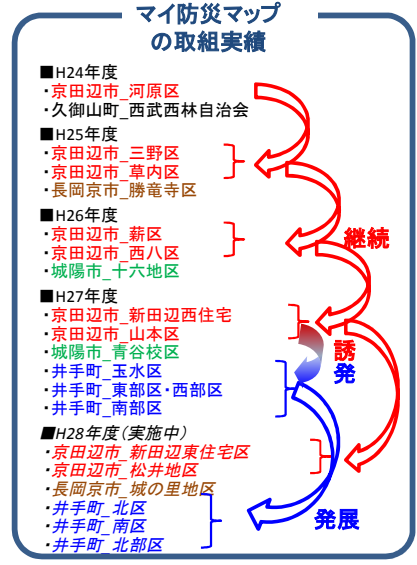 マイ防災マップ
の取組実績
■H24年度
・京田辺市_河原区
・久御山町_西武西林自治会
■H25年度
・京田辺市_三野区
・京田辺市_草内区
・長岡京市_勝竜寺区
■H26年度
・京田辺市_薪区
・京田辺市_西八区
・城陽市_十六地区
継続
■H27年度
・京田辺市_新田辺西住宅
・京田辺市_山本区
・城陽市_青谷校区
・井手町_玉水区
・井手町_東部区・西部区
・井手町_南部区
誘
発
■H28年度(実施中)
・京田辺市_新田辺東住宅区
・京田辺市_松井地区
・長岡京市_城の里地区
・井手町_北区
・井手町_南区
・井手町_北部区
発展